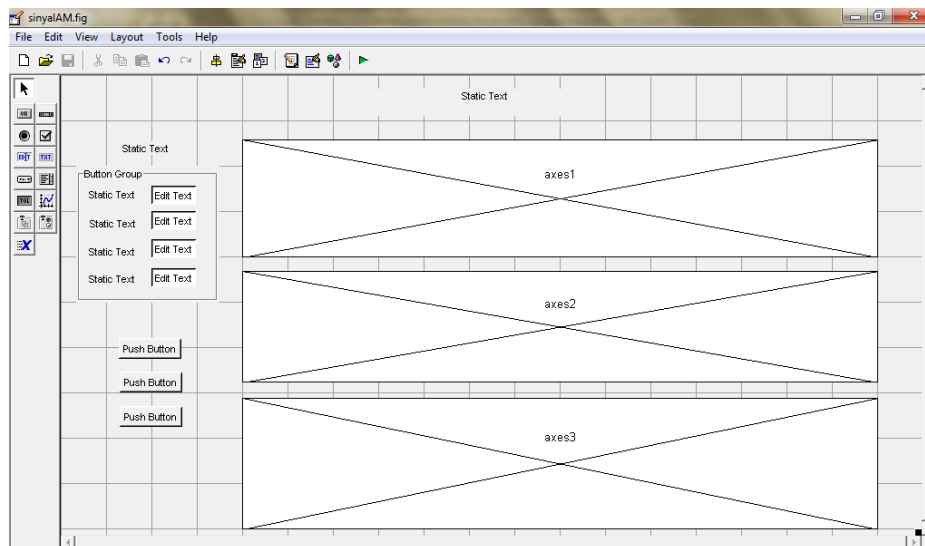 sinyalAM.fig
File Edit View Layout Tools Help
Static Text
Static Text
axes1
Button Group
Static Text Edit Text
Static Text Edit Text
Static Text Edit Text
Static Text Edit Text
axes2
Push Button
Push Button
Push Button
axes3